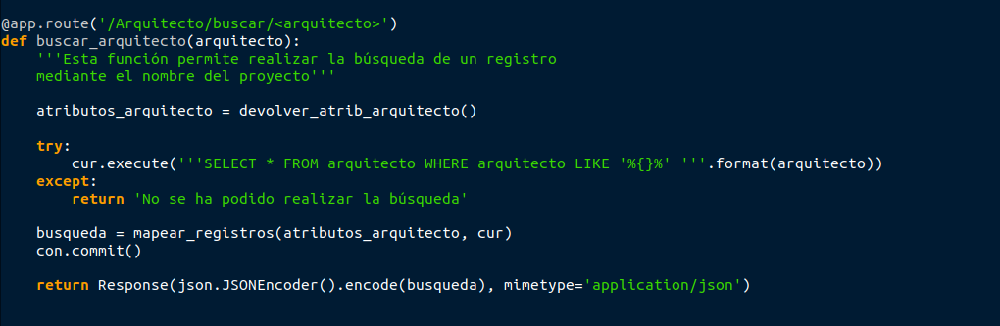 @app.route('/Arquitecto/buscar/<arquitecto>')
def buscar_arquitecto(arquitecto):
    '''Esta función permite realizar la búsqueda de un registro
    mediante el nombre del proyecto'''
    atributos_arquitecto = devolver_atrib_arquitecto()
    try:
        cur.execute('''SELECT * FROM arquitecto WHERE arquitecto LIKE '%{}%' '''.format(arquitecto))
    except:
        return 'No se ha podido realizar la búsqueda'
    busqueda = mapear_registros(atributos_arquitecto, cur)
    con.commit()
    return Response(json.JSONEncoder().encode(busqueda), mimetype='application/json')